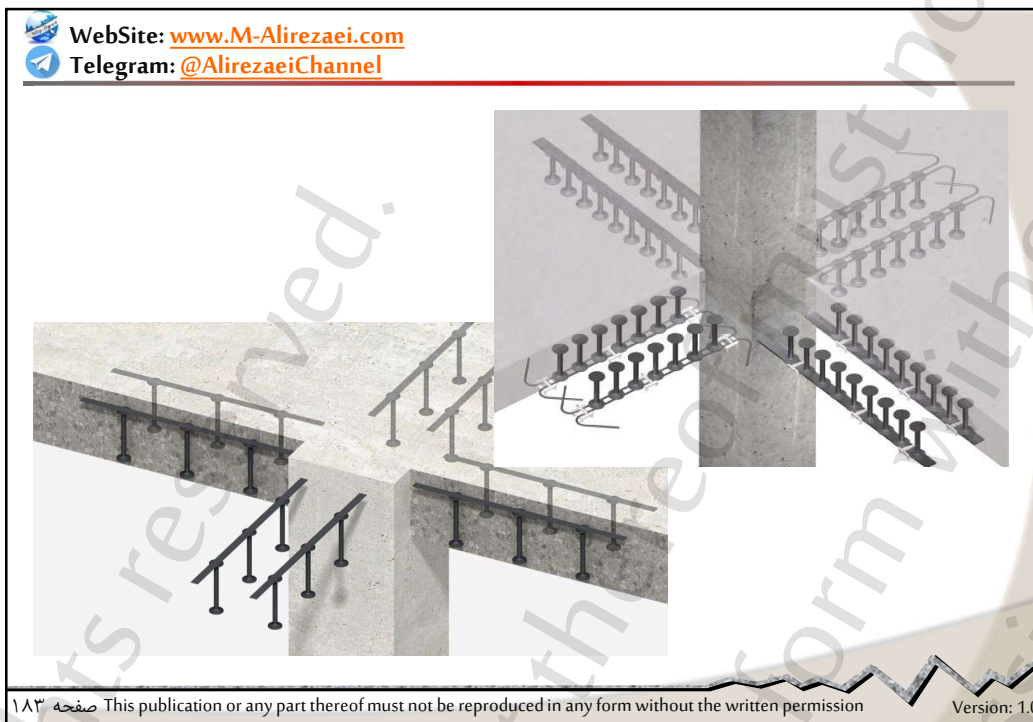 WebSite: www.M-Alirezaei.com
Telegram: @AlirezaeiChannel
صفحه ۱۸۳ This publication or any part thereof must not be reproduced in any form without the written permission
Version: 1.0